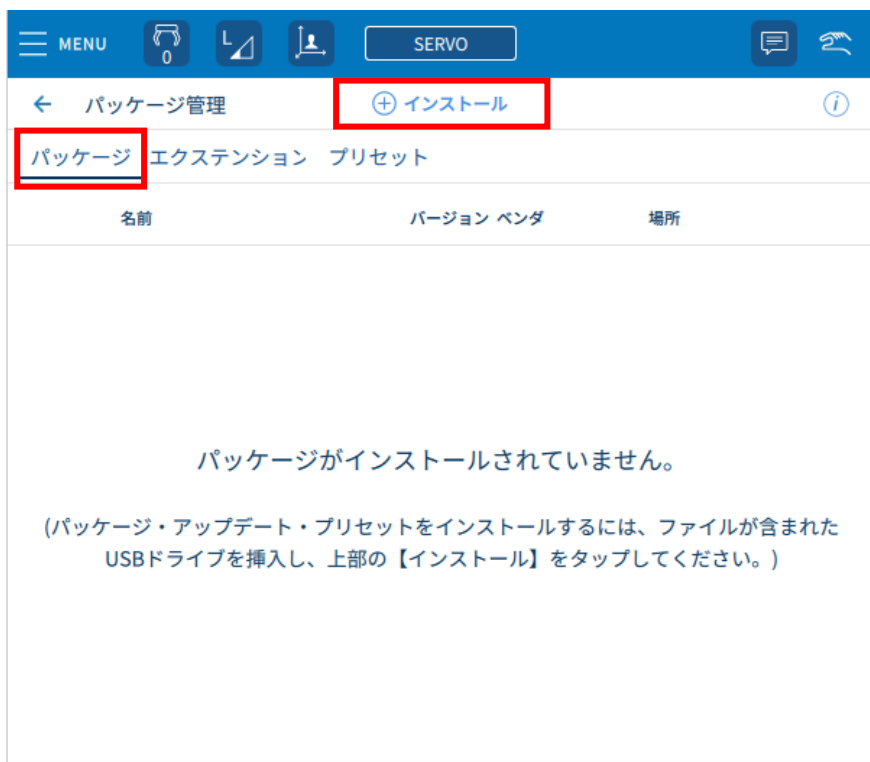 MENU 0 L SERVO
パッケージ管理 インストール i
パッケージ エクステンション プリセット
名前 バージョン ベンダ 場所
パッケージがインストールされていません。
(パッケージ・アップデート・プリセットをインストールするには、ファイルが含まれた
USBドライブを挿入し、上部の【インストール】をタップしてください。)